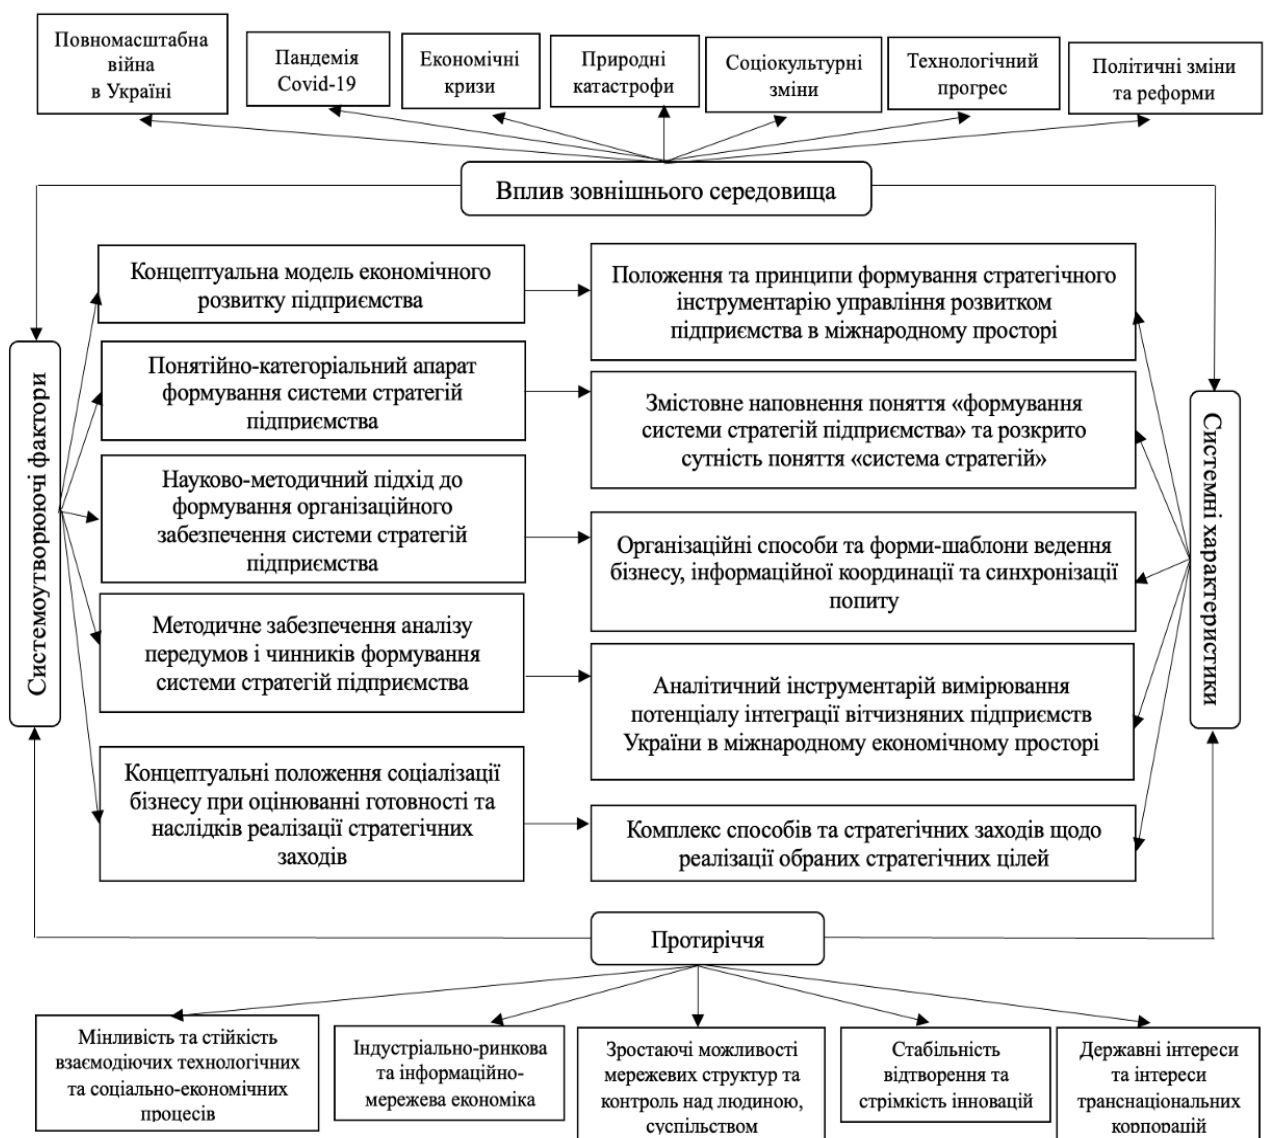 Повномасштабна
війна
в Україні
Пандемія
Covid-19
Економічні
кризи
Природні
катастрофи
Соціокультурні
зміни
Технологічний
прогрес
Політичні зміни
та реформи
Вплив зовнішнього середовища
Системоутворюючі фактори
Концептуальна модель економічного
розвитку підприємства
Положення та принципи формування стратегічного
інструментарію управління розвитком
підприємства в міжнародному просторі
Понятійно-категоріальний апарат
формування системи стратегій
підприємства
Змістовне наповнення поняття «формування
системи стратегій підприємства» та розкрито
сутність поняття «система стратегій»
Науково-методичний підхід до
формування організаційного
забезпечення системи стратегій
підприємства
Організаційні способи та форми-шаблони ведення
бізнесу, інформаційної координації та синхронізації
попиту
Методичне забезпечення аналізу
передумов і чинників формування
системи стратегій підприємства
Аналітичний інструментарій вимірювання
потенціалу інтеграції вітчизняних підприємств
України в міжнародному економічному просторі
Концептуальні положення соціалізації
бізнесу при оцінюванні готовності та
наслідків реалізації стратегічних
заходів
Комплекс способів та стратегічних заходів щодо
реалізації обраних стратегічних цілей
Системні характеристики
Протиріччя
Мінливість та стійкість
взаємодіючих технологічних
та соціально-економічних
процесів
Індустріально-ринкова
та інформаційно-
мережева економіка
Зростаючі можливості
мережевих структур та
контроль над людиною,
суспільством
Стабільність
відтворення та
стрімкість інновацій
Державні інтереси
та інтереси
транснаціональних
корпорацій